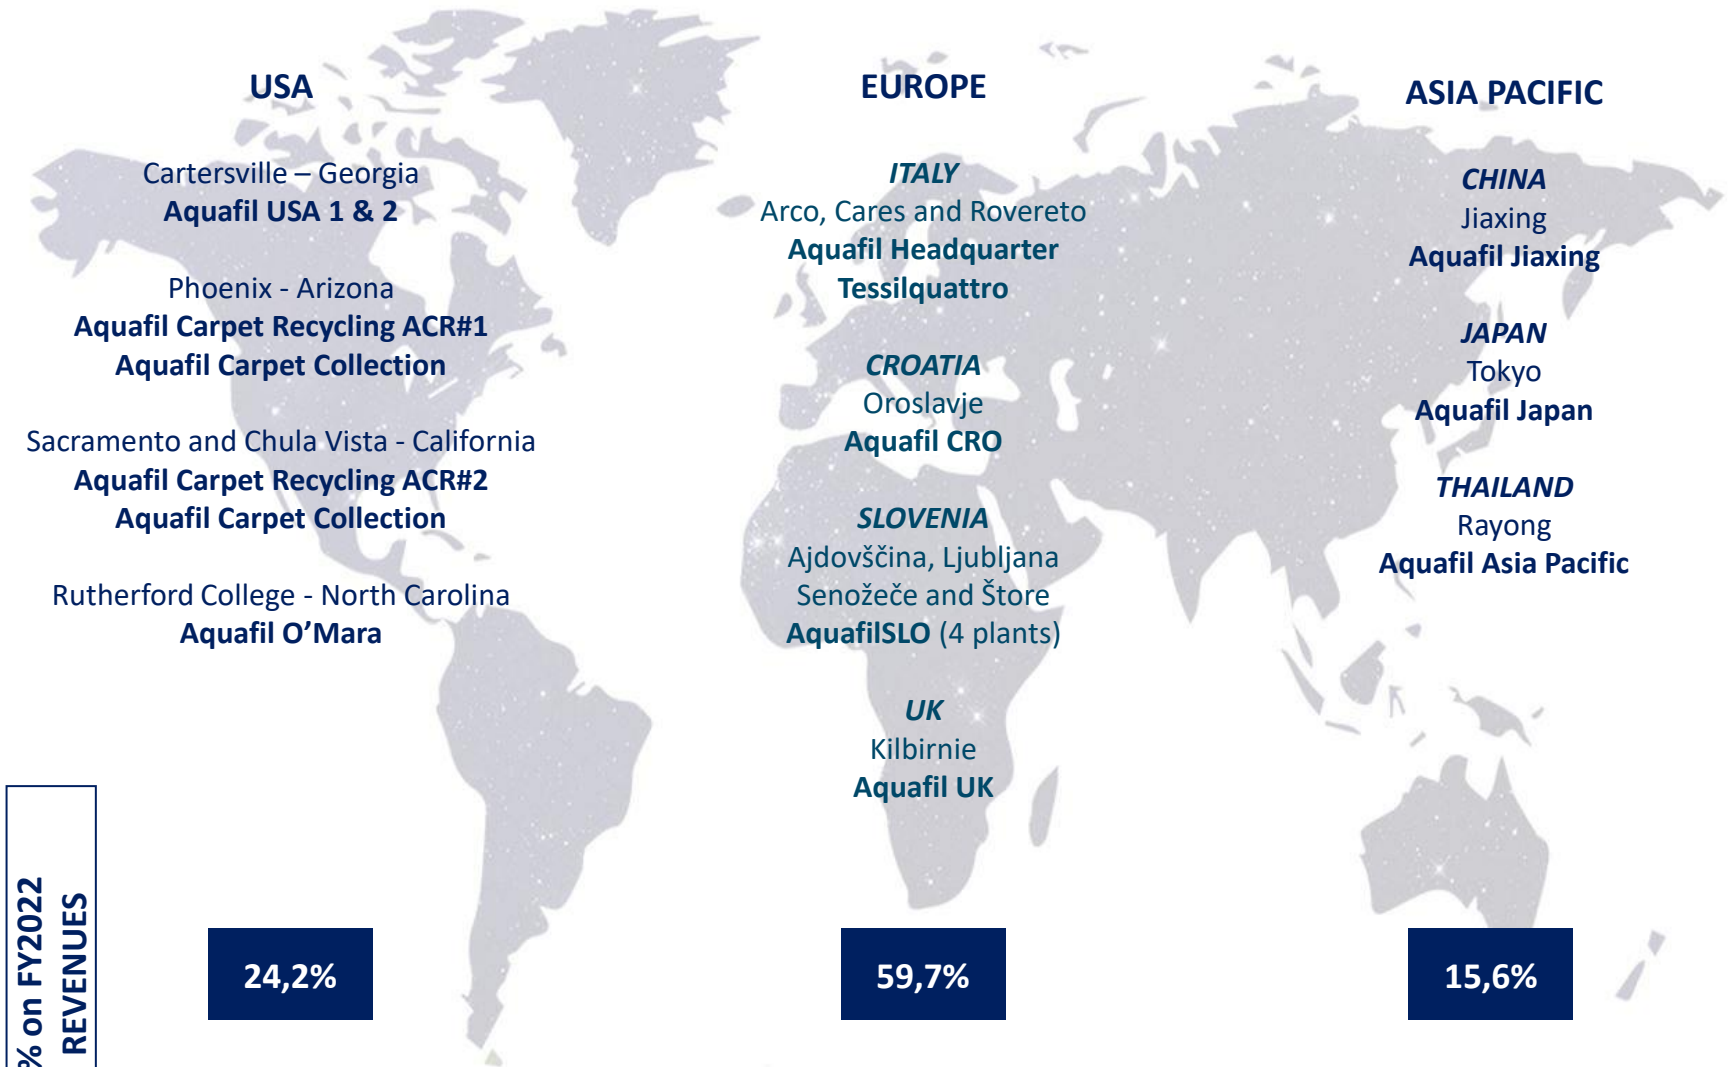 USA
Cartersville – Georgia
Aquafil USA 1 & 2
Phoenix - Arizona
Aquafil Carpet Recycling ACR#1
Aquafil Carpet Collection
Sacramento and Chula Vista - California
Aquafil Carpet Recycling ACR#2
Aquafil Carpet Collection
Rutherford College - North Carolina
Aquafil O’Mara
EUROPE
ITALY
Arco, Cares and Rovereto
Aquafil Headquarter
Tessilquattro
CROATIA
Oroslavje
Aquafil CRO
SLOVENIA
Ajdovščina, Ljubljana
Senožeče and Štore
AquafilSLO (4 plants)
UK
Kilbirnie
Aquafil UK
ASIA PACIFIC
CHINA
Jiaxing
Aquafil Jiaxing
JAPAN
Tokyo
Aquafil Japan
THAILAND
Rayong
Aquafil Asia Pacific
% on FY2022
REVENUES
24,2%
59,7%
15,6%